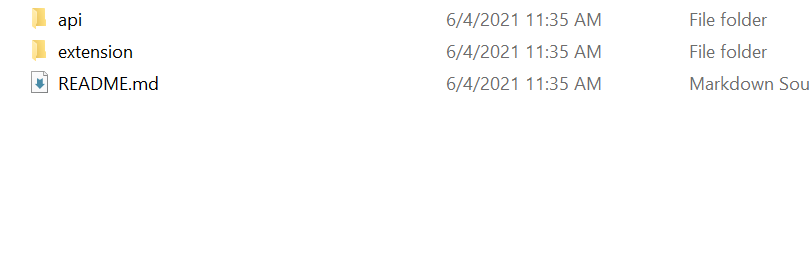 api 6/4/2021 11:35 AM File folder
extension 6/4/2021 11:35 AM File folder
README.md 6/4/2021 11:35 AM Markdown Sou